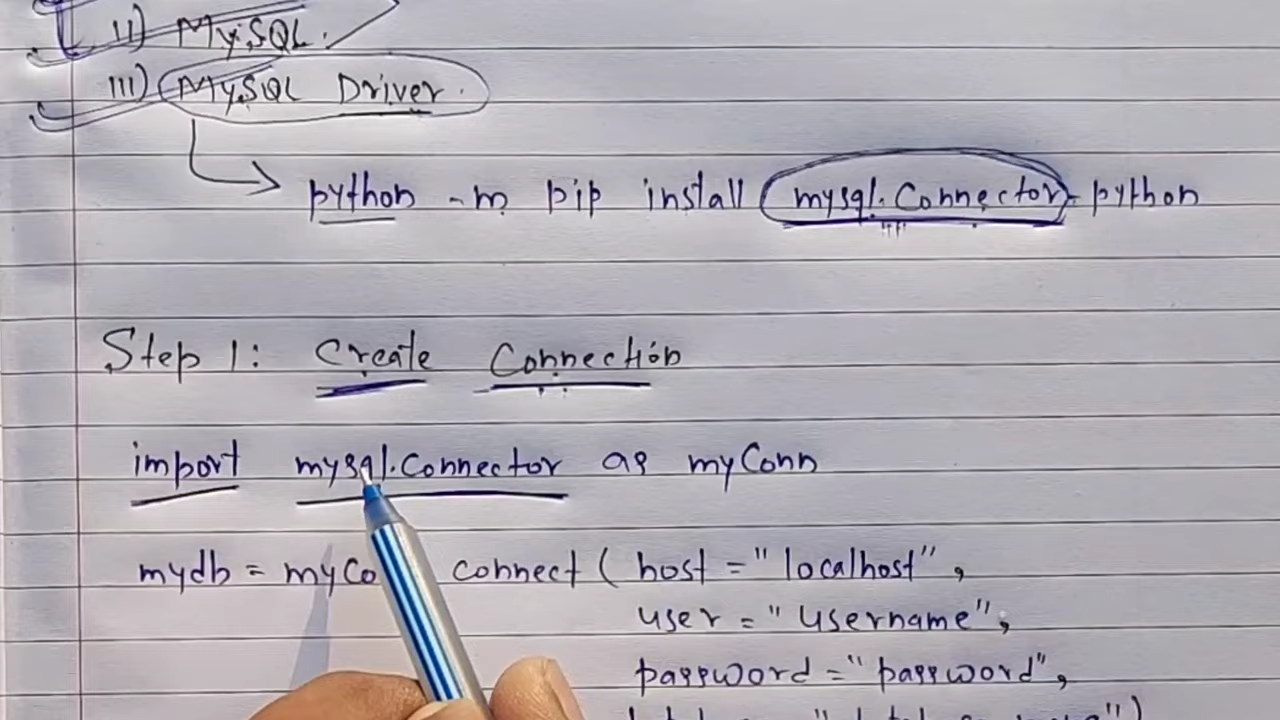 II) MySQL.
III) MySQL Driver.
python -m pip install mysql.Connector-python
Step 1: Create Connection
import mysql.Connector as myConn
mydb = myCo connect ( host = "localhost",
user = "username",
password = "password",